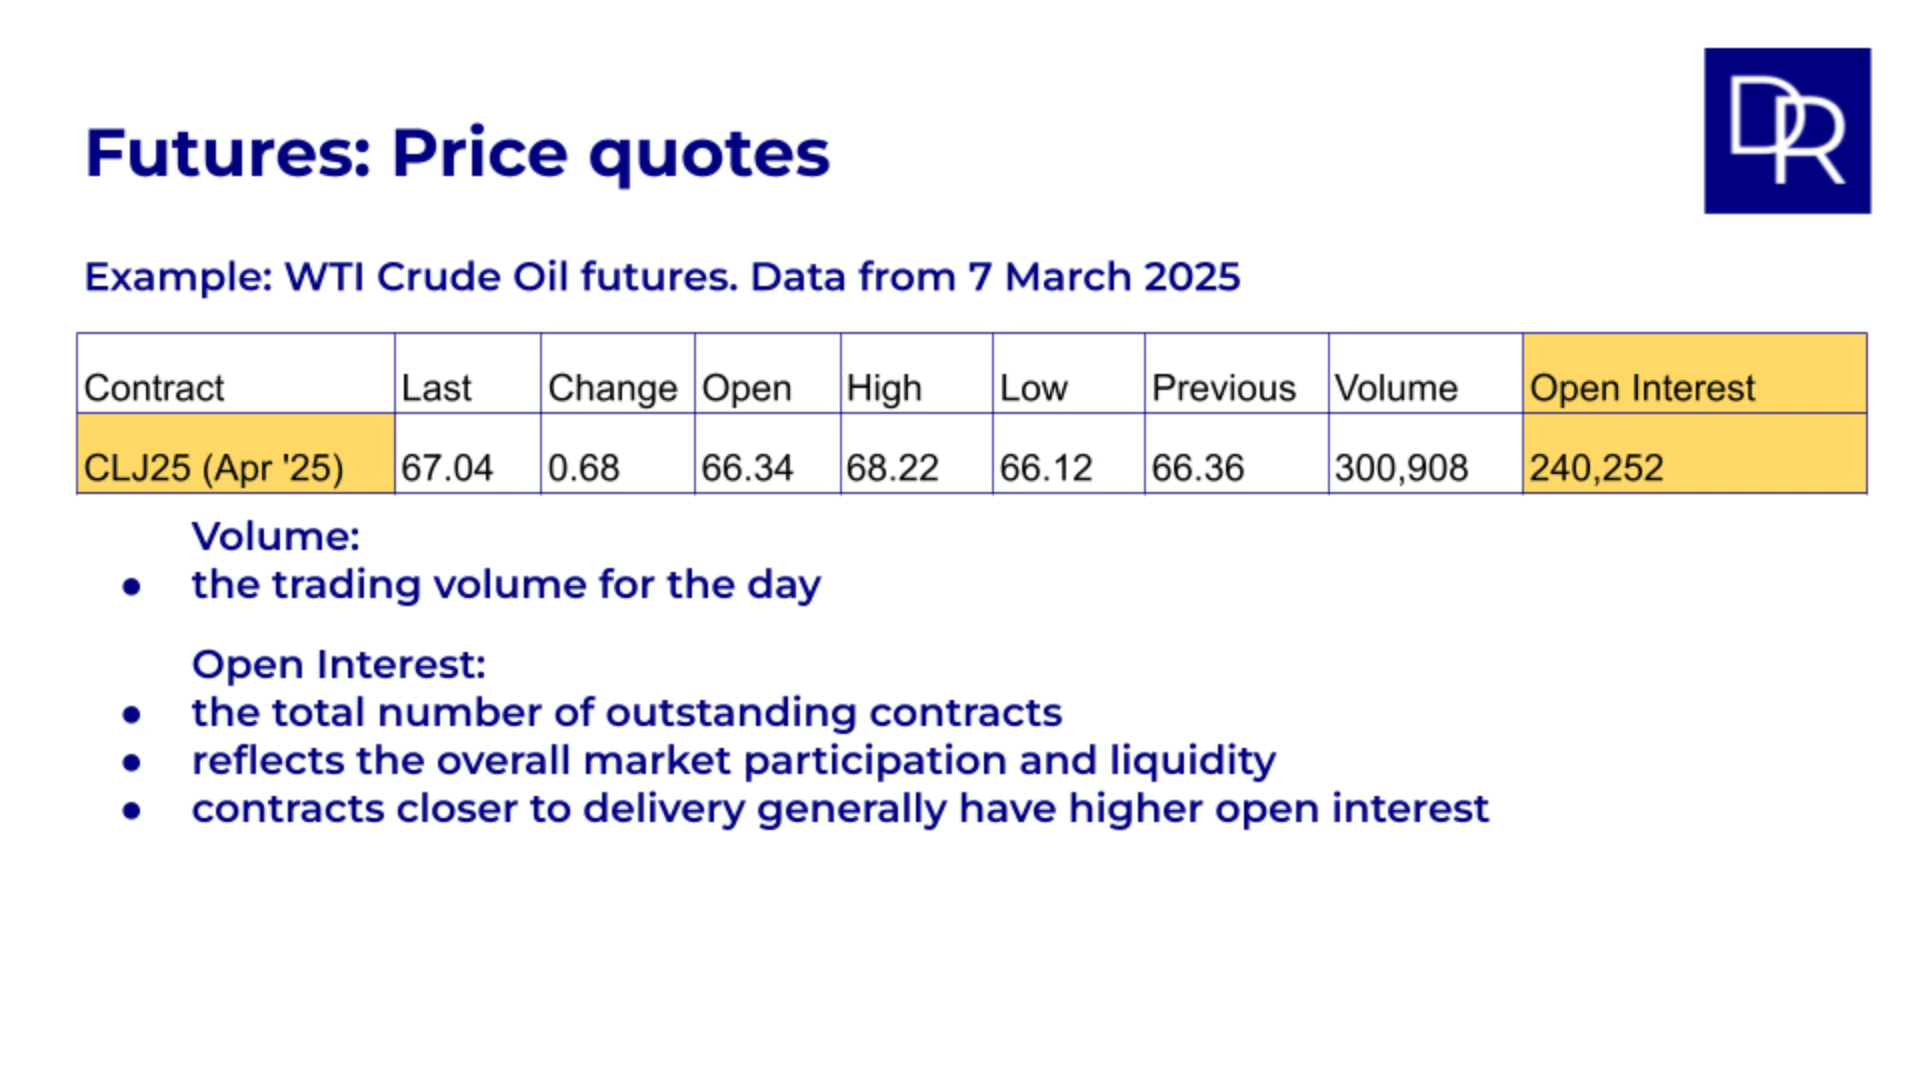 DR
Futures: Price quotes
Example: WTI Crude Oil futures. Data from 7 March 2025
Contract Last Change Open High Low Previous Volume Open Interest
CLJ25 (Apr '25) 67.04 0.68 66.34 68.22 66.12 66.36 300,908 240,252
Volume:
● the trading volume for the day
Open Interest:
● the total number of outstanding contracts
● reflects the overall market participation and liquidity
● contracts closer to delivery generally have higher open interest